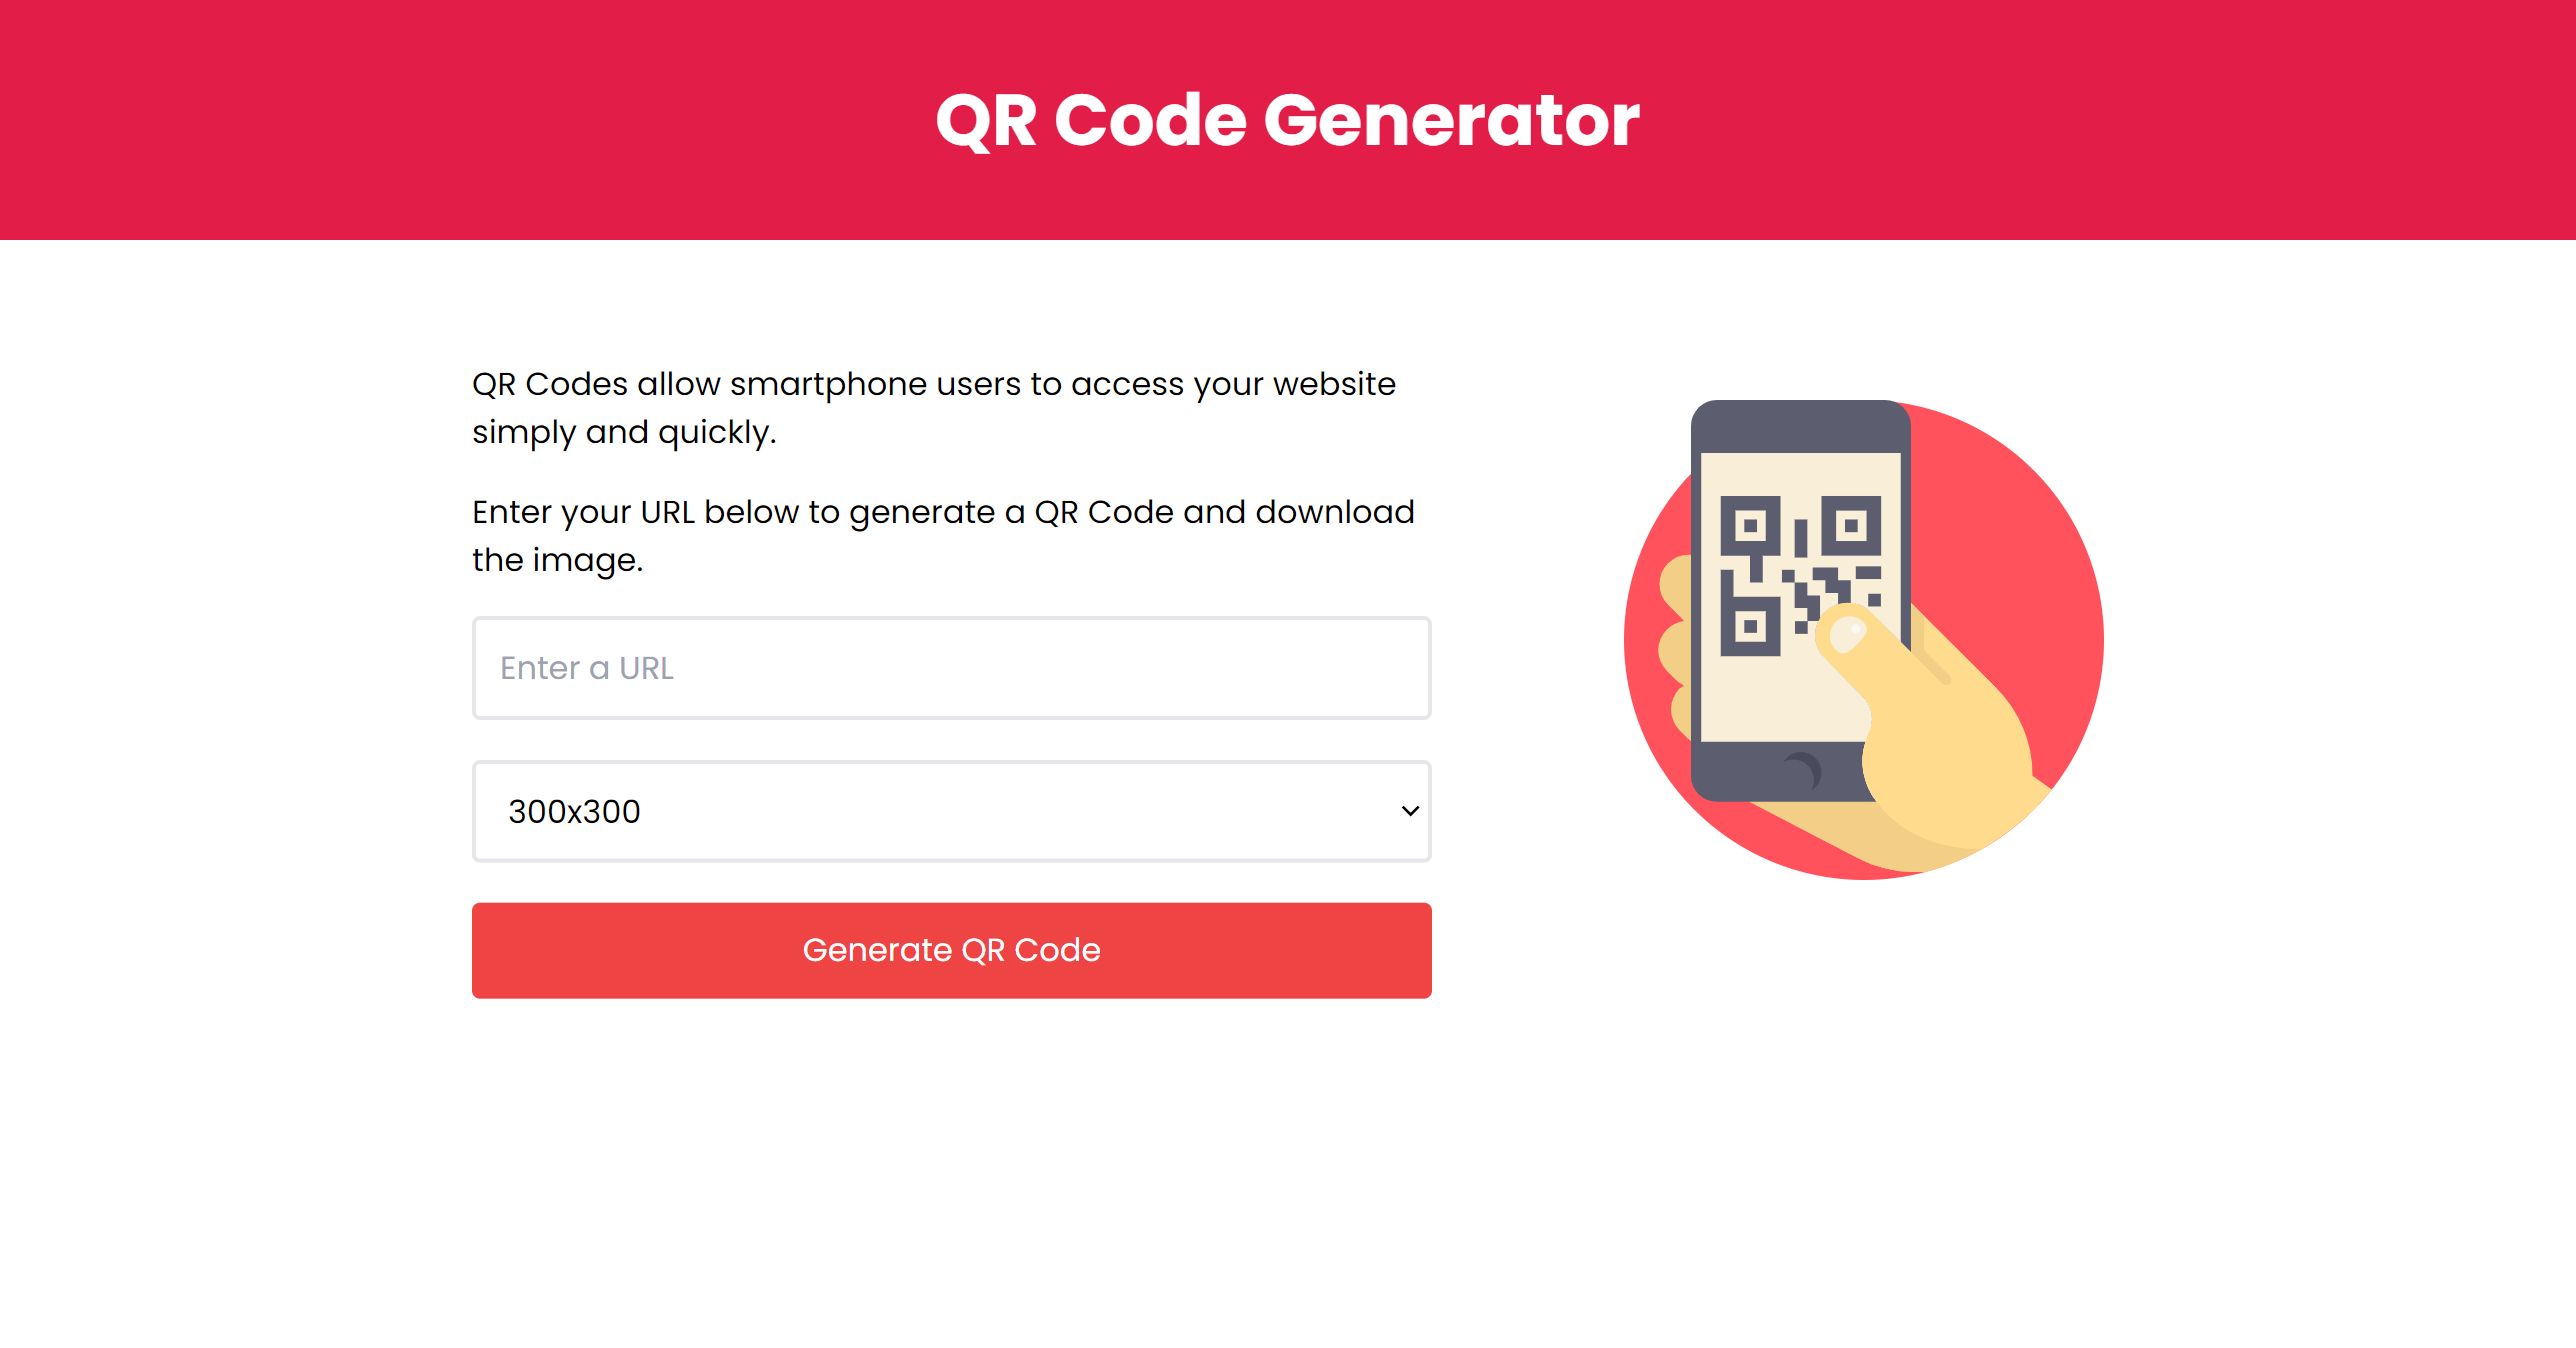 QR Code Generator
QR Codes allow smartphone users to access your website
simply and quickly.
Enter your URL below to generate a QR Code and download
the image.
Enter a URL
300x300
Generate QR Code